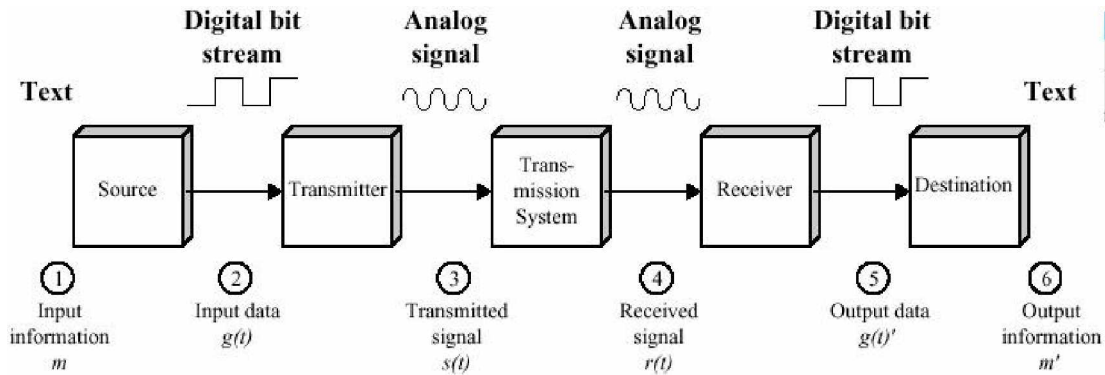 Digital bit
stream
Analog
signal
Analog
signal
Digital bit
stream
Text
Text
Source
Transmitter
Trans-
mission
System
Receiver
Destination
1
Input
information
m
2
Input data
g(t)
3
Transmitted
signal
s(t)
4
Received
signal
r(t)
5
Output data
g(t)'
6
Output
information
m'